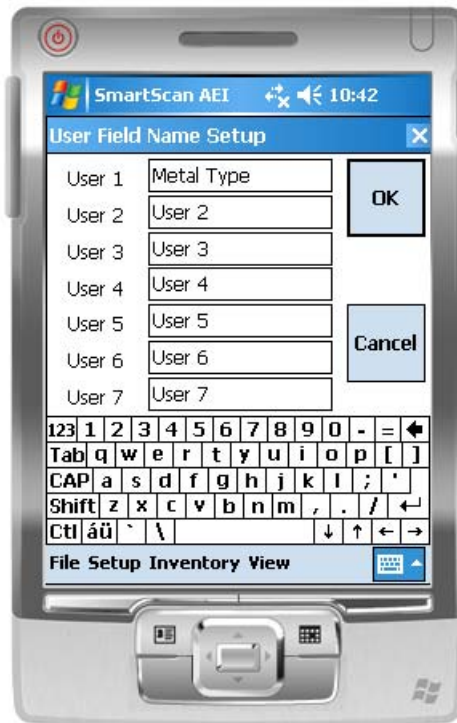 SmartScan AEI 10:42
User Field Name Setup
User 1 Metal Type
OK
User 2 User 2
User 3 User 3
User 4 User 4
User 5 User 5
Cancel
User 6 User 6
User 7 User 7
123 1 2 3 4 5 6 7 8 9 0 - =
Tab q w e r t y u i o p [ ]
CAP a s d f g h j k l ; '
Shift z x c v b n m , . /
Ctl áü ` \
File Setup Inventory View